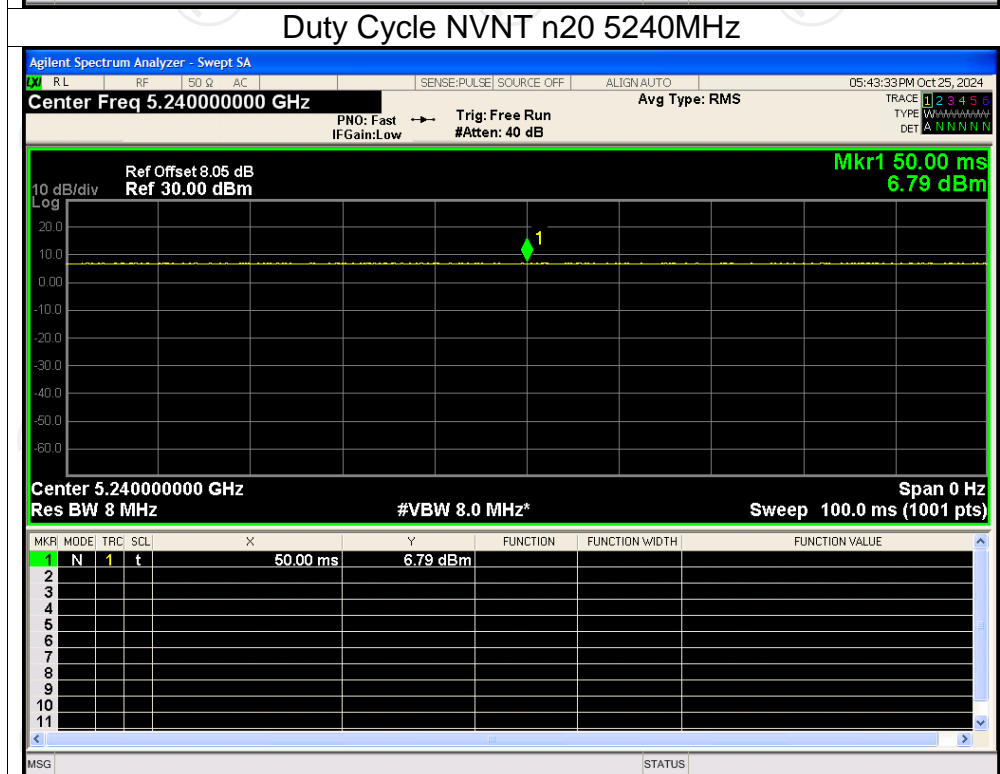 Duty Cycle NVNT n20 5240MHz
Agilent Spectrum Analyzer - Swept SA
LXI RL RF 50 Ω AC SENSE:PULSE SOURCE OFF ALIGN AUTO 05:43:33 PM Oct 25, 2024
Center Freq 5.240000000 GHz Avg Type: RMS TRACE 1 2 3 4 5 6
PNO: Fast Trig: Free Run TYPE WWWWWW
IFGain:Low #Atten: 40 dB DET A N N N N N
Mkr1 50.00 ms
Ref Offset 8.05 dB
10 dB/div Ref 30.00 dBm 6.79 dBm
Log
20.0
1
10.0
0.00
-10.0
-20.0
-30.0
-40.0
-50.0
-60.0
Center 5.240000000 GHz Span 0 Hz
Res BW 8 MHz #VBW 8.0 MHz* Sweep 100.0 ms (1001 pts)
MKR MODE TRC SCL X Y FUNCTION FUNCTION WIDTH FUNCTION VALUE
1 N 1 t 50.00 ms 6.79 dBm
2
3
4
5
6
7
8
9
10
11
MSG STATUS